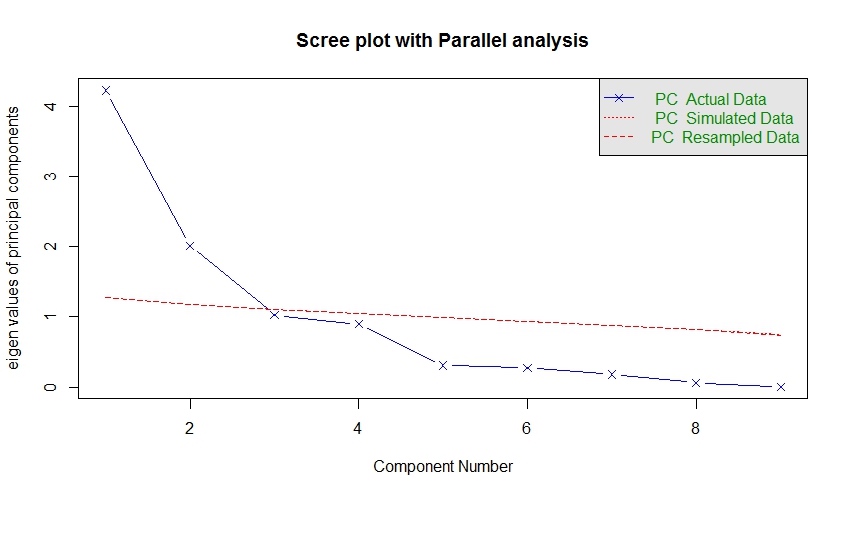 Scree plot with Parallel analysis
PC Actual Data
PC Simulated Data
PC Resampled Data
eigen values of principal components
4
3
2
1
0
2
4
6
8
Component Number